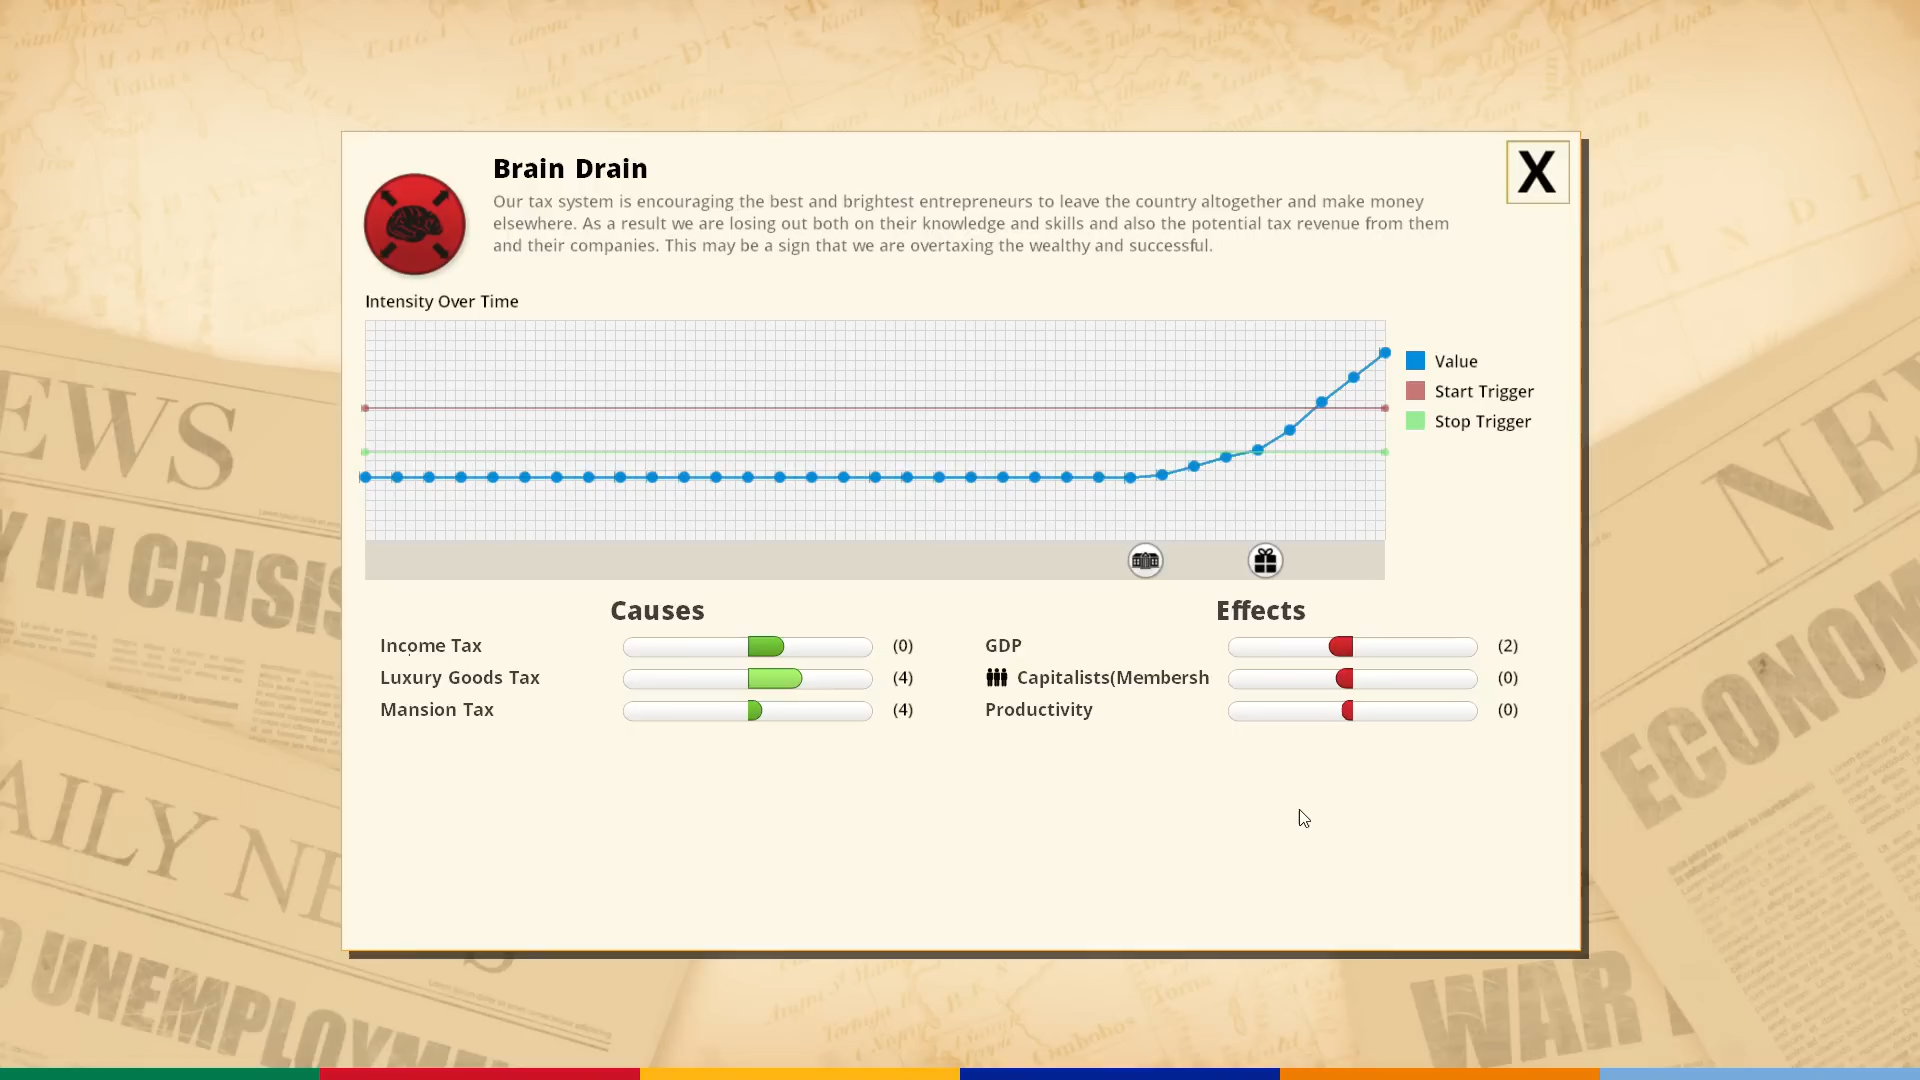 Brain Drain
X
Our tax system is encouraging the best and brightest entrepreneurs to leave the country altogether and make money
elsewhere. As a result we are losing out both on their knowledge and skills and also the potential tax revenue from them
and their companies. This may be a sign that we are overtaxing the wealthy and successful.
Intensity Over Time
Value
Start Trigger
Stop Trigger
Causes
Effects
Income Tax (0)
GDP (2)
Luxury Goods Tax (4)
Capitalists(Membersh (0)
Mansion Tax (4)
Productivity (0)
EWS
Y IN CRISIS
AILY NE
UNEMPLOYME
NE
ECONOM
WAR